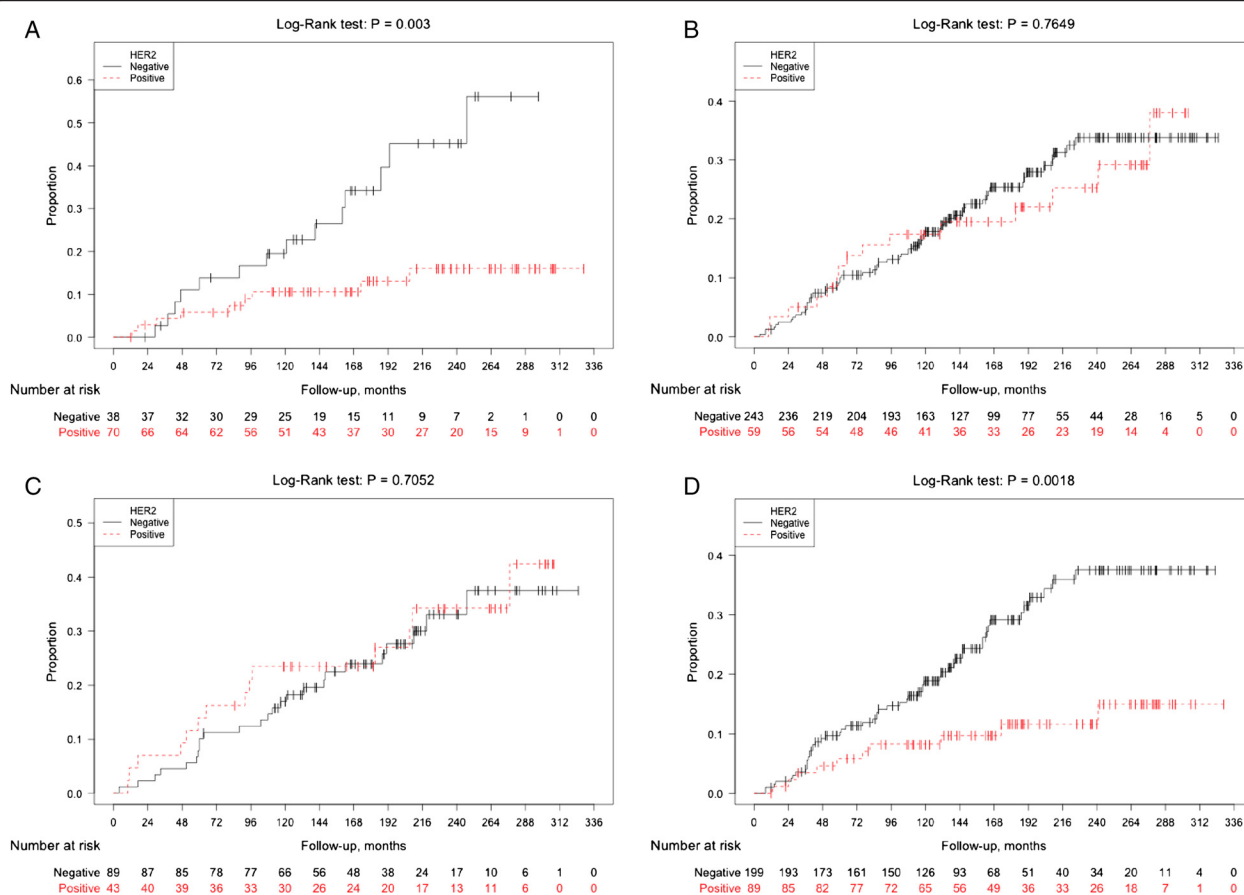 A
Log-Rank test: P = 0.003
HER2
Negative
Positive
Proportion
0.6
0.5
0.4
0.3
0.2
0.1
0.0
0 24 48 72 96 120 144 168 192 216 240 264 288 312 336
Number at risk
Follow-up, months
Negative 38 37 32 30 29 25 19 15 11 9 7 2 1 0 0
Positive 70 66 64 62 56 51 43 37 30 27 20 15 9 1 0
B
Log-Rank test: P = 0.7649
HER2
Negative
Positive
Proportion
0.4
0.3
0.2
0.1
0.0
0 24 48 72 96 120 144 168 192 216 240 264 288 312 336
Number at risk
Follow-up, months
Negative 243 236 219 204 193 163 127 99 77 55 44 28 16 5 0
Positive 59 56 54 48 46 41 36 33 26 23 19 14 4 0 0
C
Log-Rank test: P = 0.7052
HER2
Negative
Positive
Proportion
0.5
0.4
0.3
0.2
0.1
0.0
0 24 48 72 96 120 144 168 192 216 240 264 288 312 336
Number at risk
Follow-up, months
Negative 89 87 85 78 77 66 56 48 38 24 17 10 6 1 0
Positive 43 40 39 36 33 30 26 24 20 17 13 11 6 0 0
D
Log-Rank test: P = 0.0018
HER2
Negative
Positive
Proportion
0.4
0.3
0.2
0.1
0.0
0 24 48 72 96 120 144 168 192 216 240 264 288 312 336
Number at risk
Follow-up, months
Negative 199 193 173 161 150 126 93 68 51 40 34 20 11 4 0
Positive 89 85 82 77 72 65 56 49 36 33 26 18 7 1 0